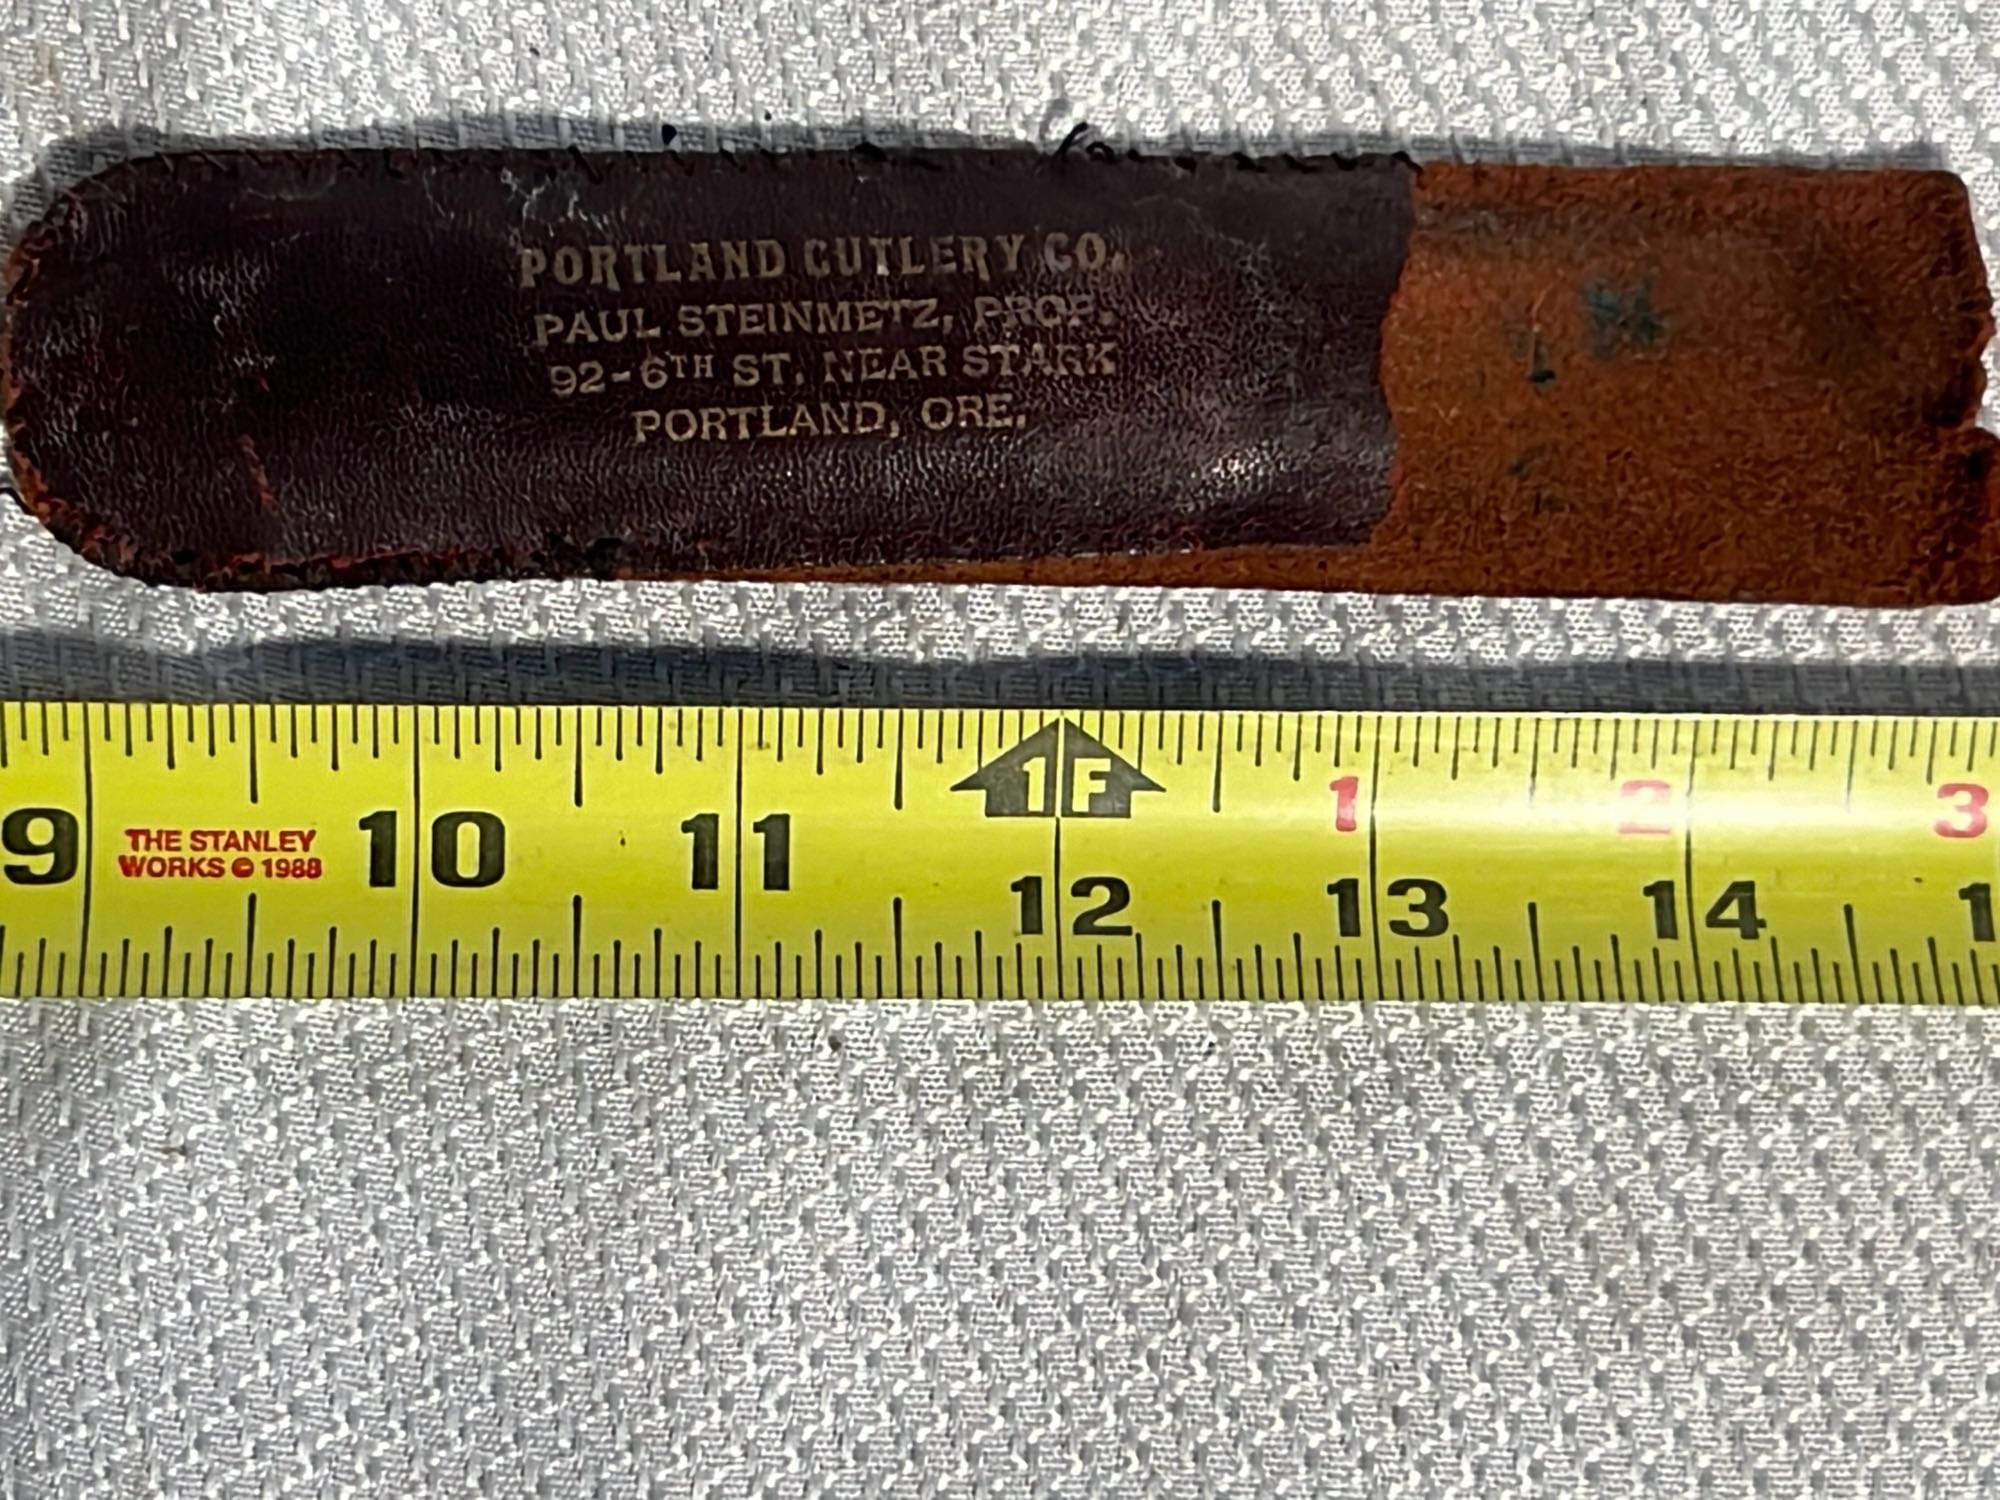 PORTLAND CUTLERY CO.
PAUL STEINMETZ, PROP.
92-6TH ST. NEAR STARK
PORTLAND, ORE.
1F
1 2 3
9 THE STANLEY
WORKS © 1988
10 11
12 13 14 1